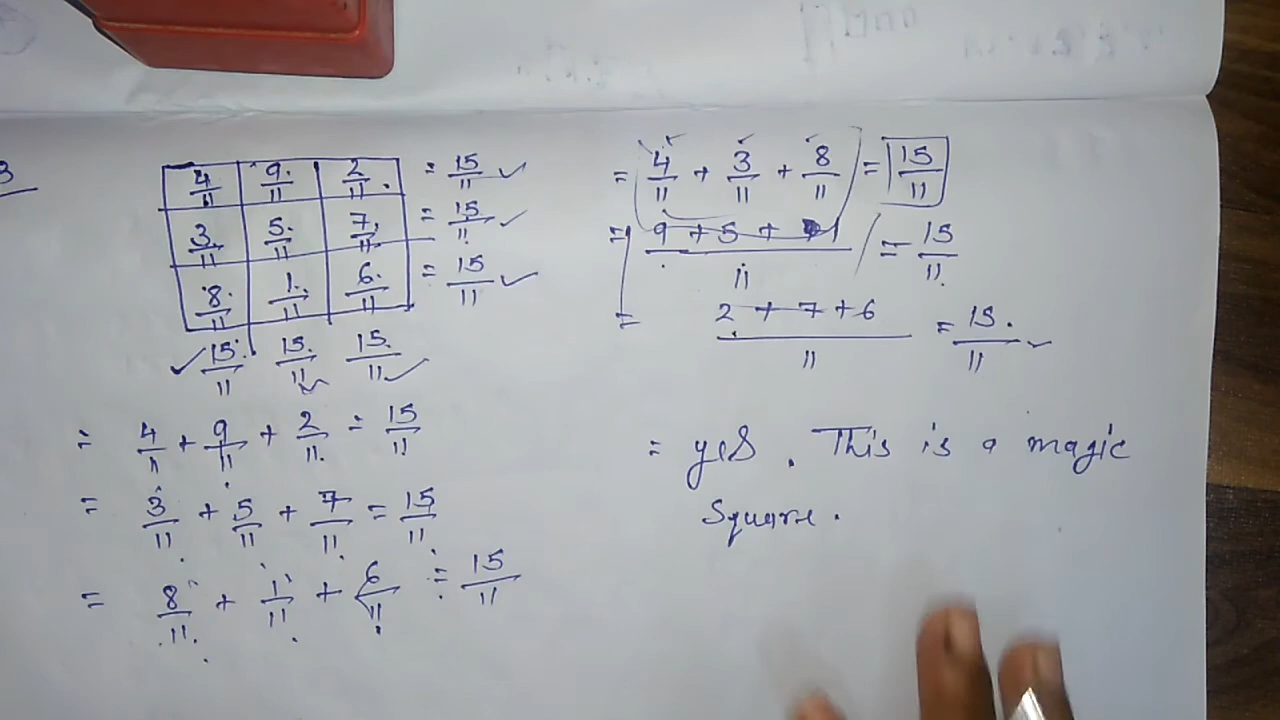 3
4/11 9/11 2/11 = 15/11 ✓
3/11 5/11 7/11 = 15/11 ✓
8/11 1/11 6/11 = 15/11 ✓
✓ 15/11 15/11 ✓ 15/11 ✓
= 4/11 + 9/11 + 2/11 = 15/11
= 3/11 + 5/11 + 7/11 = 15/11
= 8/11 + 1/11 + 6/11 = 15/11
= 4/11 + 3/11 + 8/11 = 15/11
= 9 + 5 + 1 / 11 = 15/11
= 2 + 7 + 6 / 11 = 15/11 ✓
= yes. This is a magic
Square.